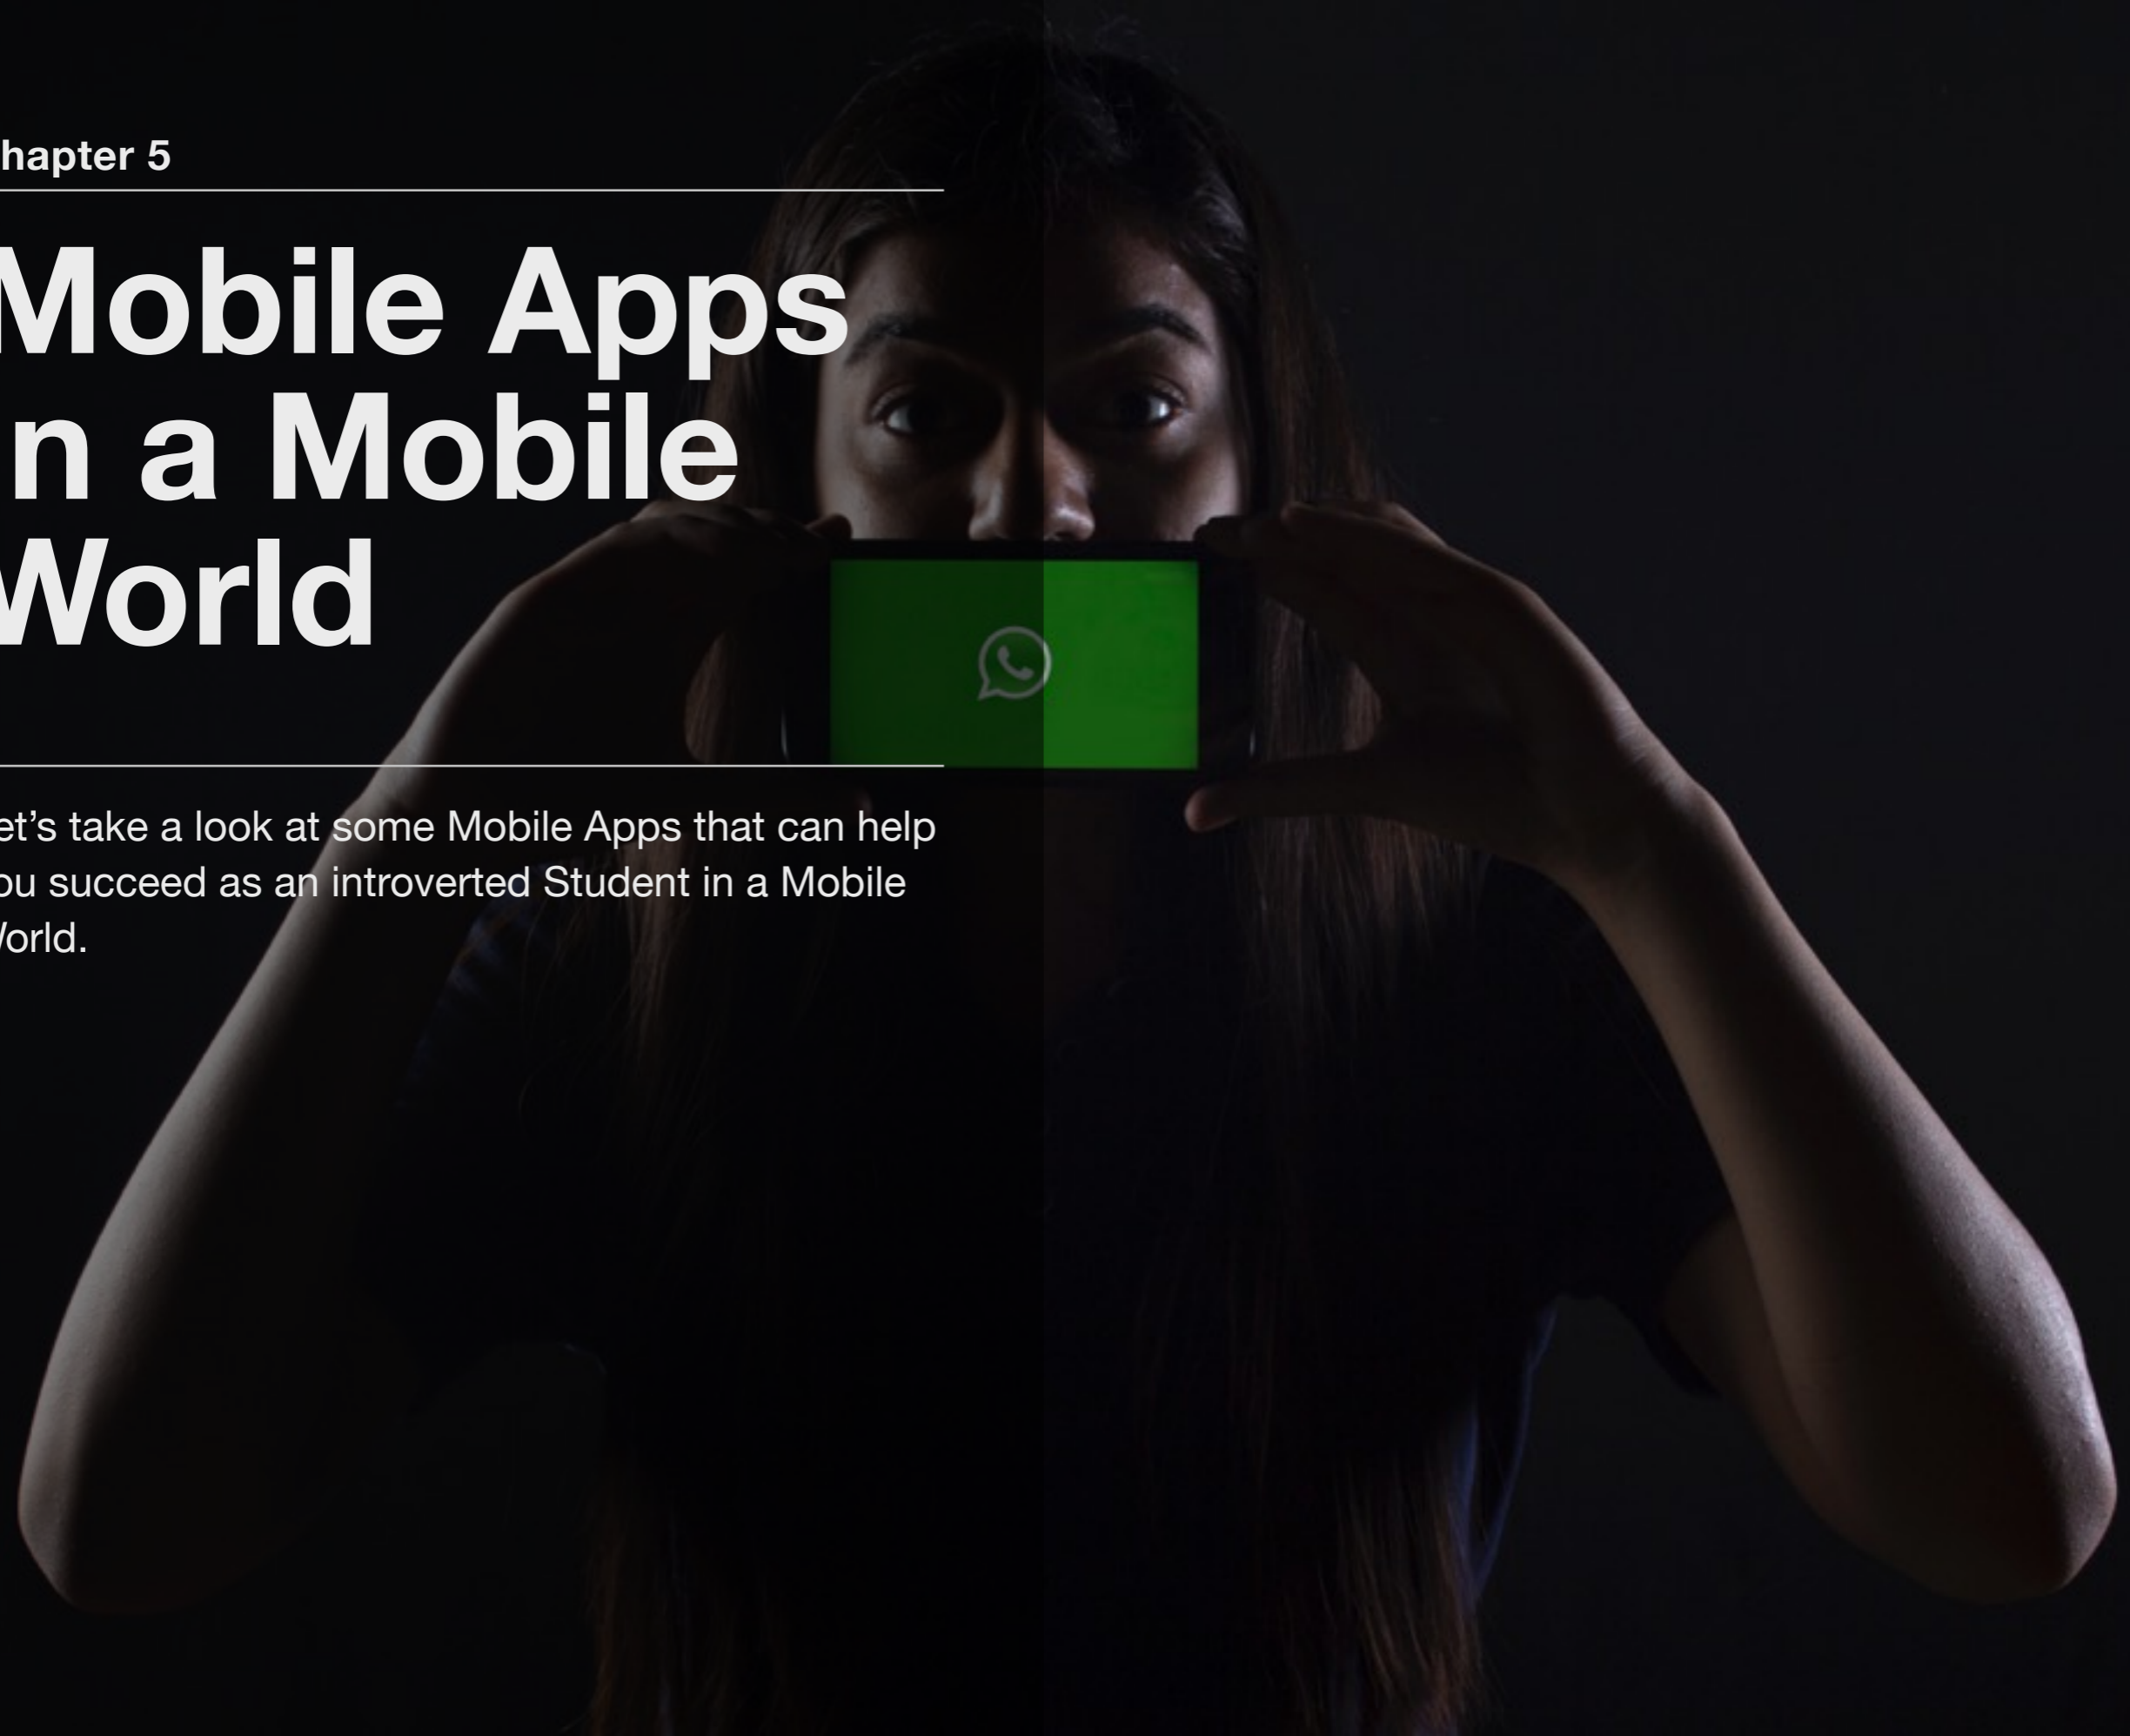 hapter 5
Mobile Apps
n a Mobile
World
et’s take a look at some Mobile Apps that can help
ou succeed as an introverted Student in a Mobile
orld.